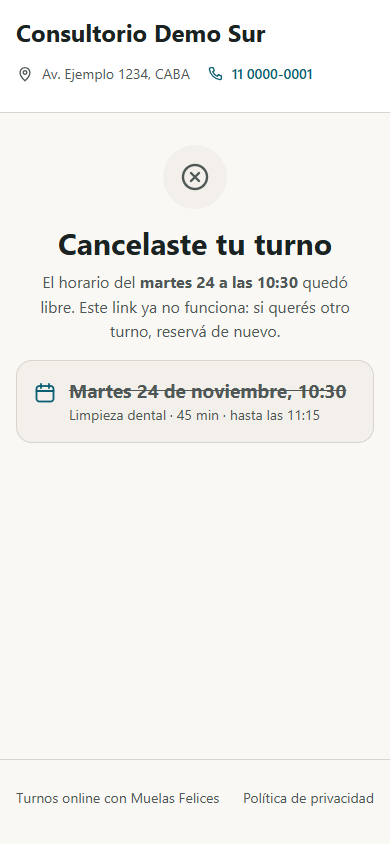 Consultorio Demo Sur
Av. Ejemplo 1234, CABA 11 0000-0001
Cancelaste tu turno
El horario del martes 24 a las 10:30 quedó
libre. Este link ya no funciona: si querés otro
turno, reservá de nuevo.
Martes 24 de noviembre, 10:30
Limpieza dental · 45 min · hasta las 11:15
Turnos online con Muelas Felices Política de privacidad